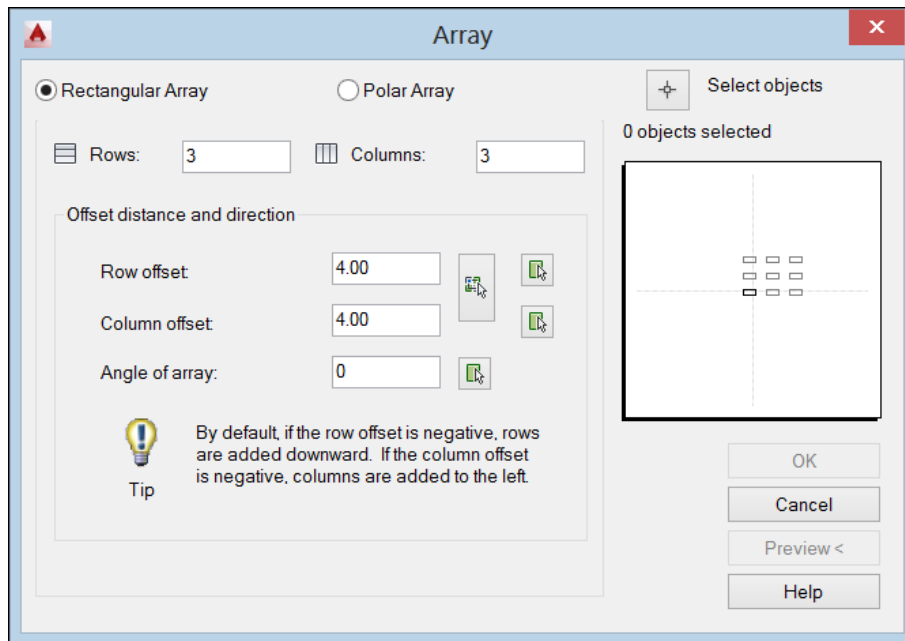 Array
Rectangular Array
Polar Array
Select objects
0 objects selected
Rows:
3
Columns:
3
Offset distance and direction
Row offset:
4.00
Column offset:
4.00
Angle of array:
0
Tip
By default, if the row offset is negative, rows
are added downward. If the column offset
is negative, columns are added to the left.
OK
Cancel
Preview <
Help